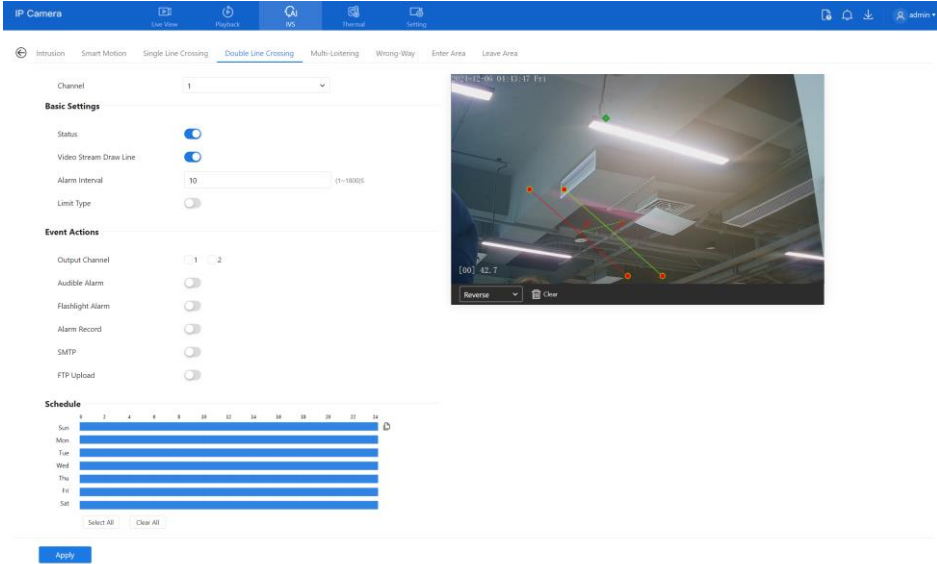 IP Camera
Live View Playback IVS Thermal Setting
admin
Intrusion Smart Motion Single Line Crossing Double Line Crossing Multi-Loitering Wrong-Way Enter Area Leave Area
Channel 1
Basic Settings
Status
Video Stream Draw Line
Alarm Interval 10 (1~1800)S
Limit Type
Event Actions
Output Channel 1 2
Audible Alarm
Flashlight Alarm
Alarm Record
SMTP
FTP Upload
Schedule
0 2 4 6 8 10 12 14 16 18 20 22 24
Sun
Mon
Tue
Wed
Thu
Fri
Sat
Select All Clear All
Apply
01:43:47 Fri
[00] 42.7
Reverse Clear